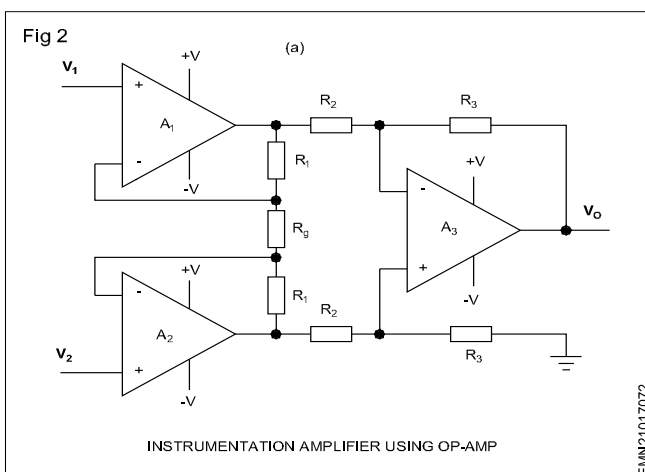 Fig 2
(a)
V1
+V
+
A1
-
-V
R2
R3
R1
Rg
R1
+V
-
A3
+
-V
VO
+V
-
A2
+
-V
V2
R2
R3
INSTRUMENTATION AMPLIFIER USING OP-AMP